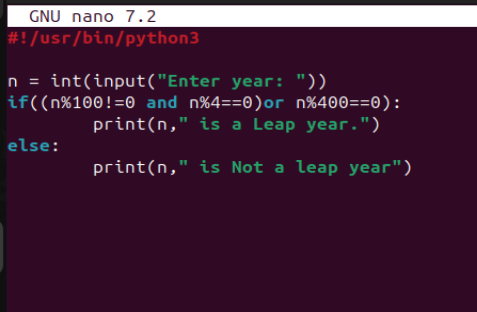 GNU nano 7.2
#!/usr/bin/python3
n = int(input("Enter year: "))
if((n%100!=0 and n%4==0)or n%400==0):
        print(n," is a Leap year.")
else:
        print(n," is Not a leap year")